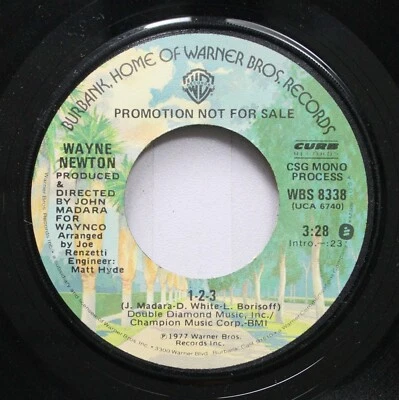 BURBANK, HOME OF WARNER BROS. RECORDS
PROMOTION NOT FOR SALE
WAYNE
NEWTON
PRODUCED
&
DIRECTED
BY JOHN
MADARA
FOR
WAYNCO
Arranged
by Joe
Renzetti
Engineer:
Matt Hyde
CURB
CSG MONO
PROCESS
WBS 8338
(UCA 6740)
3:28
Intro.-:23
1-2-3
(J. Madara-D. White-L. Borisoff)
Double Diamond Music, Inc./
Champion Music Corp.-BMI
℗1977 Warner Bros.
Records Inc.